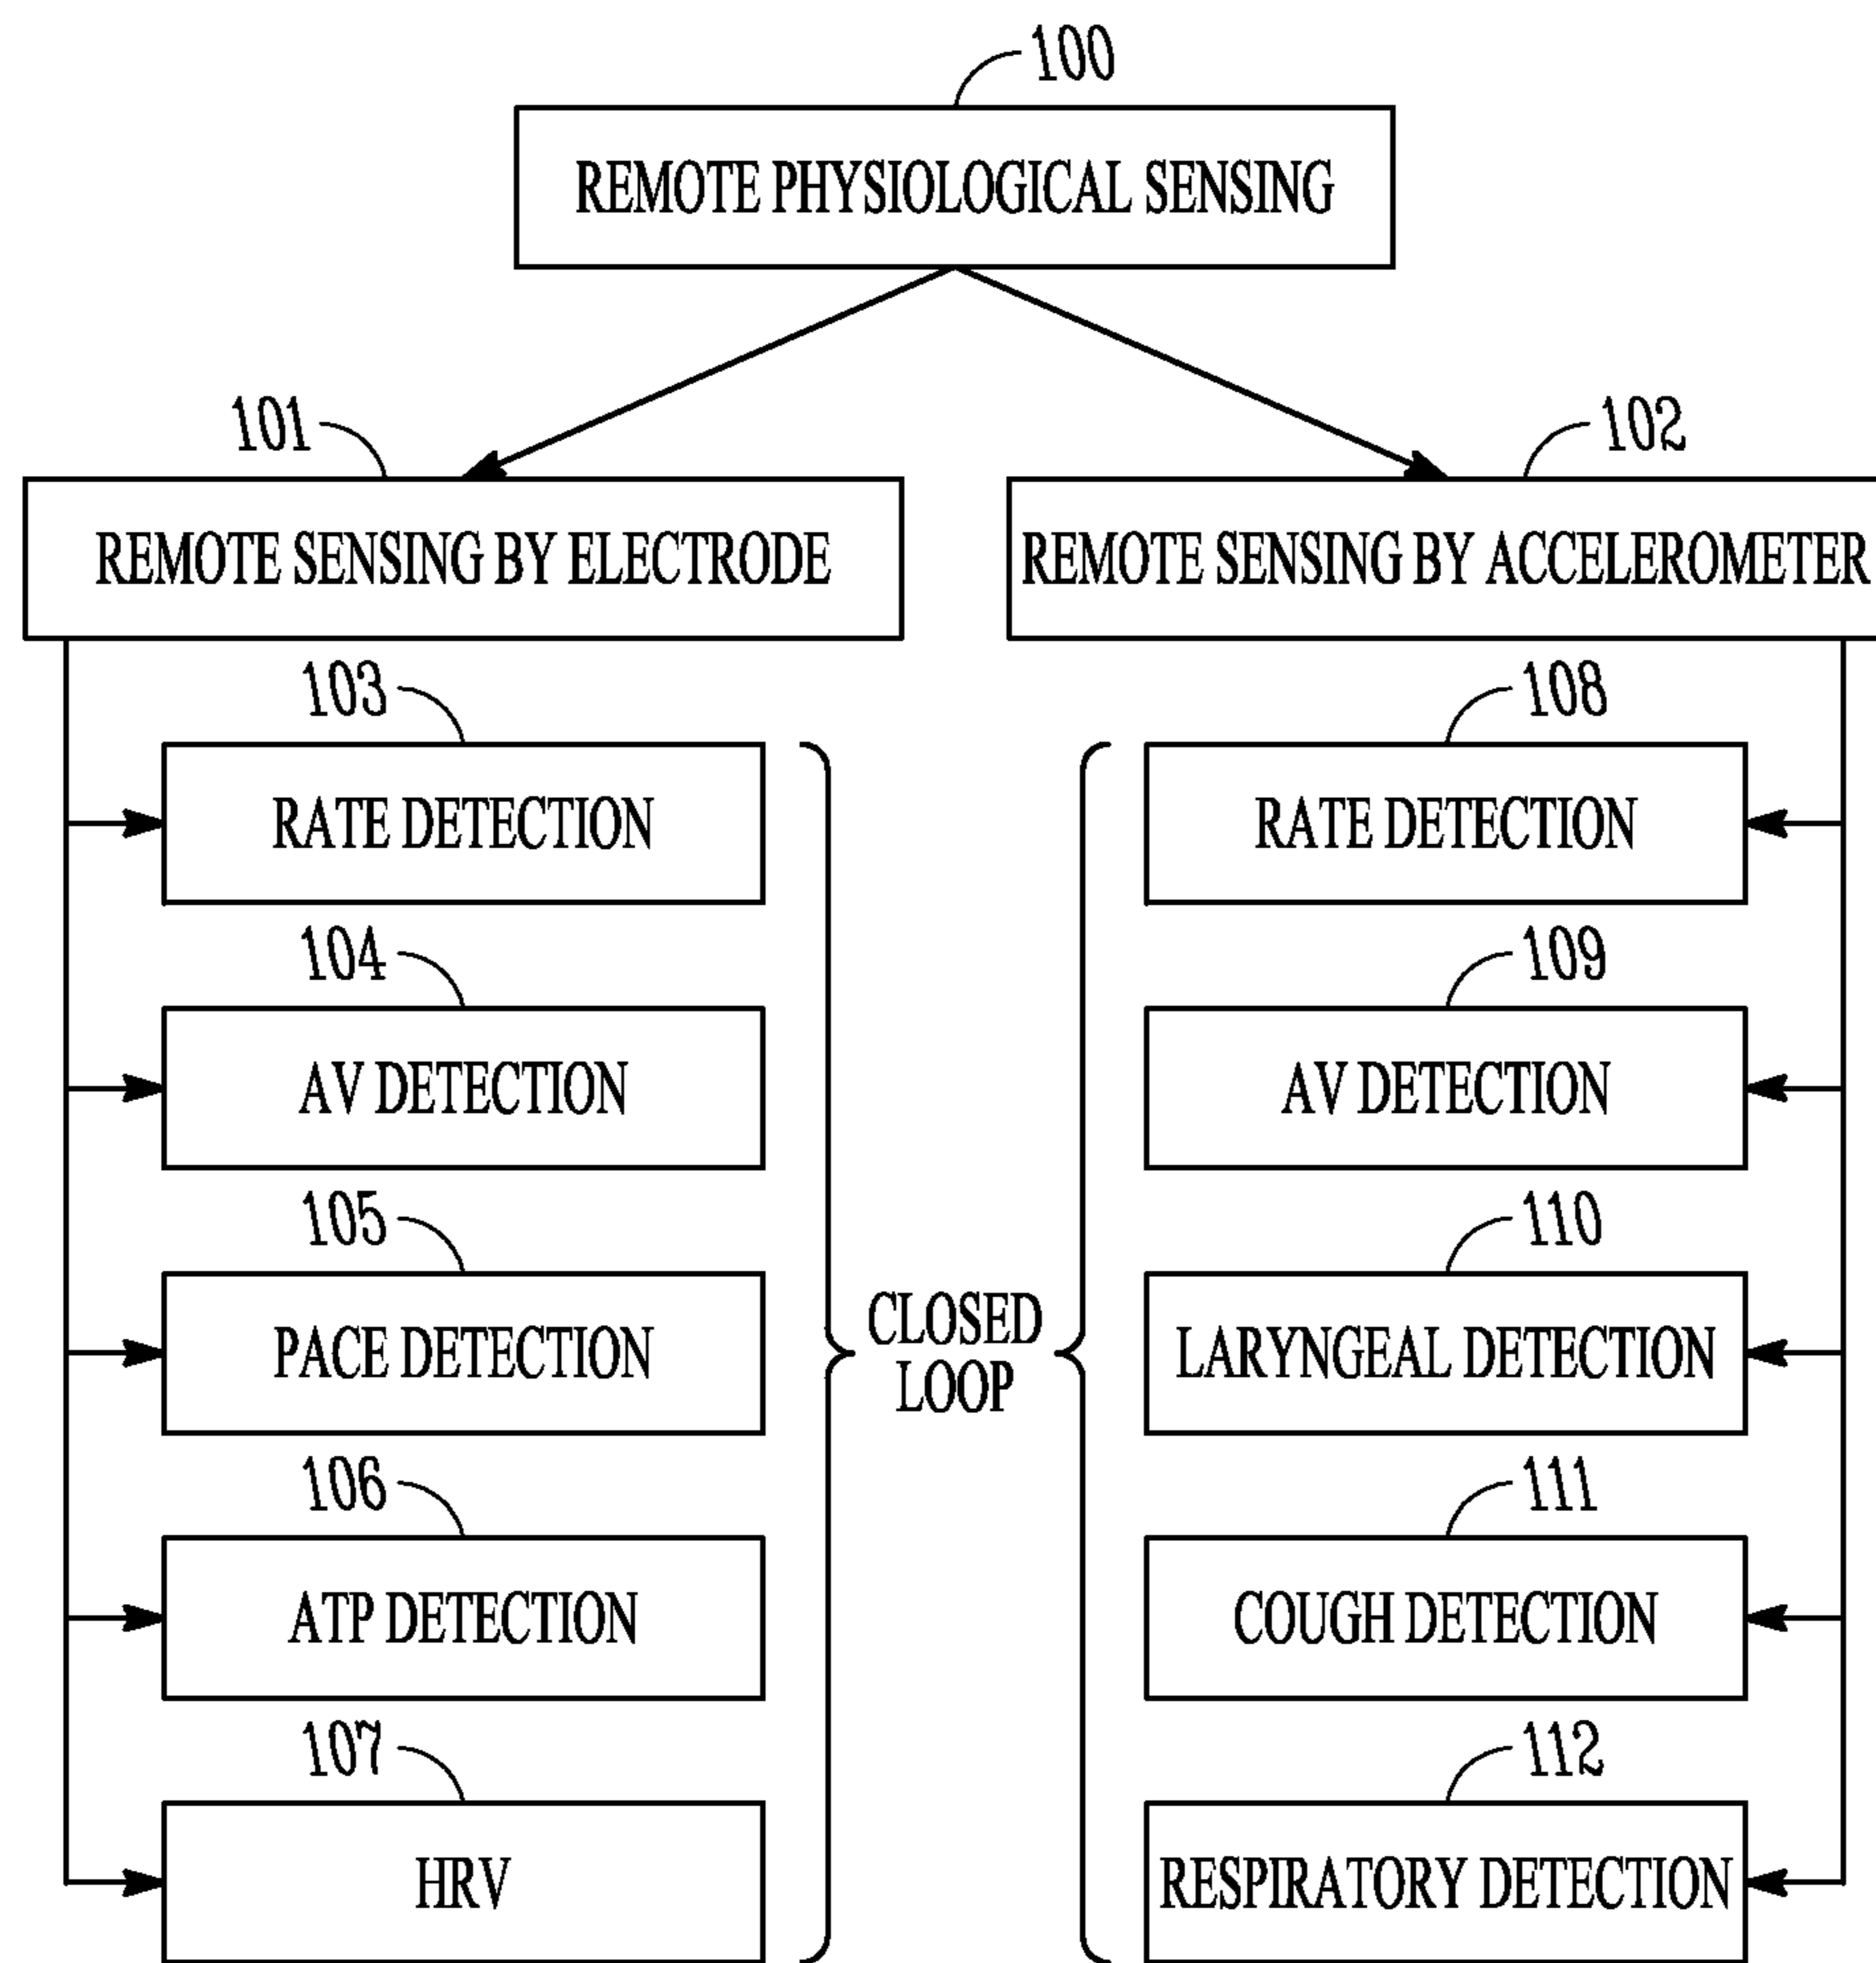 100
REMOTE PHYSIOLOGICAL SENSING
101
102
REMOTE SENSING BY ELECTRODE
REMOTE SENSING BY ACCELEROMETER
103
RATE DETECTION
104
AV DETECTION
105
PACE DETECTION
106
ATP DETECTION
107
HRV
CLOSED
LOOP
108
RATE DETECTION
109
AV DETECTION
110
LARYNGEAL DETECTION
111
COUGH DETECTION
112
RESPIRATORY DETECTION